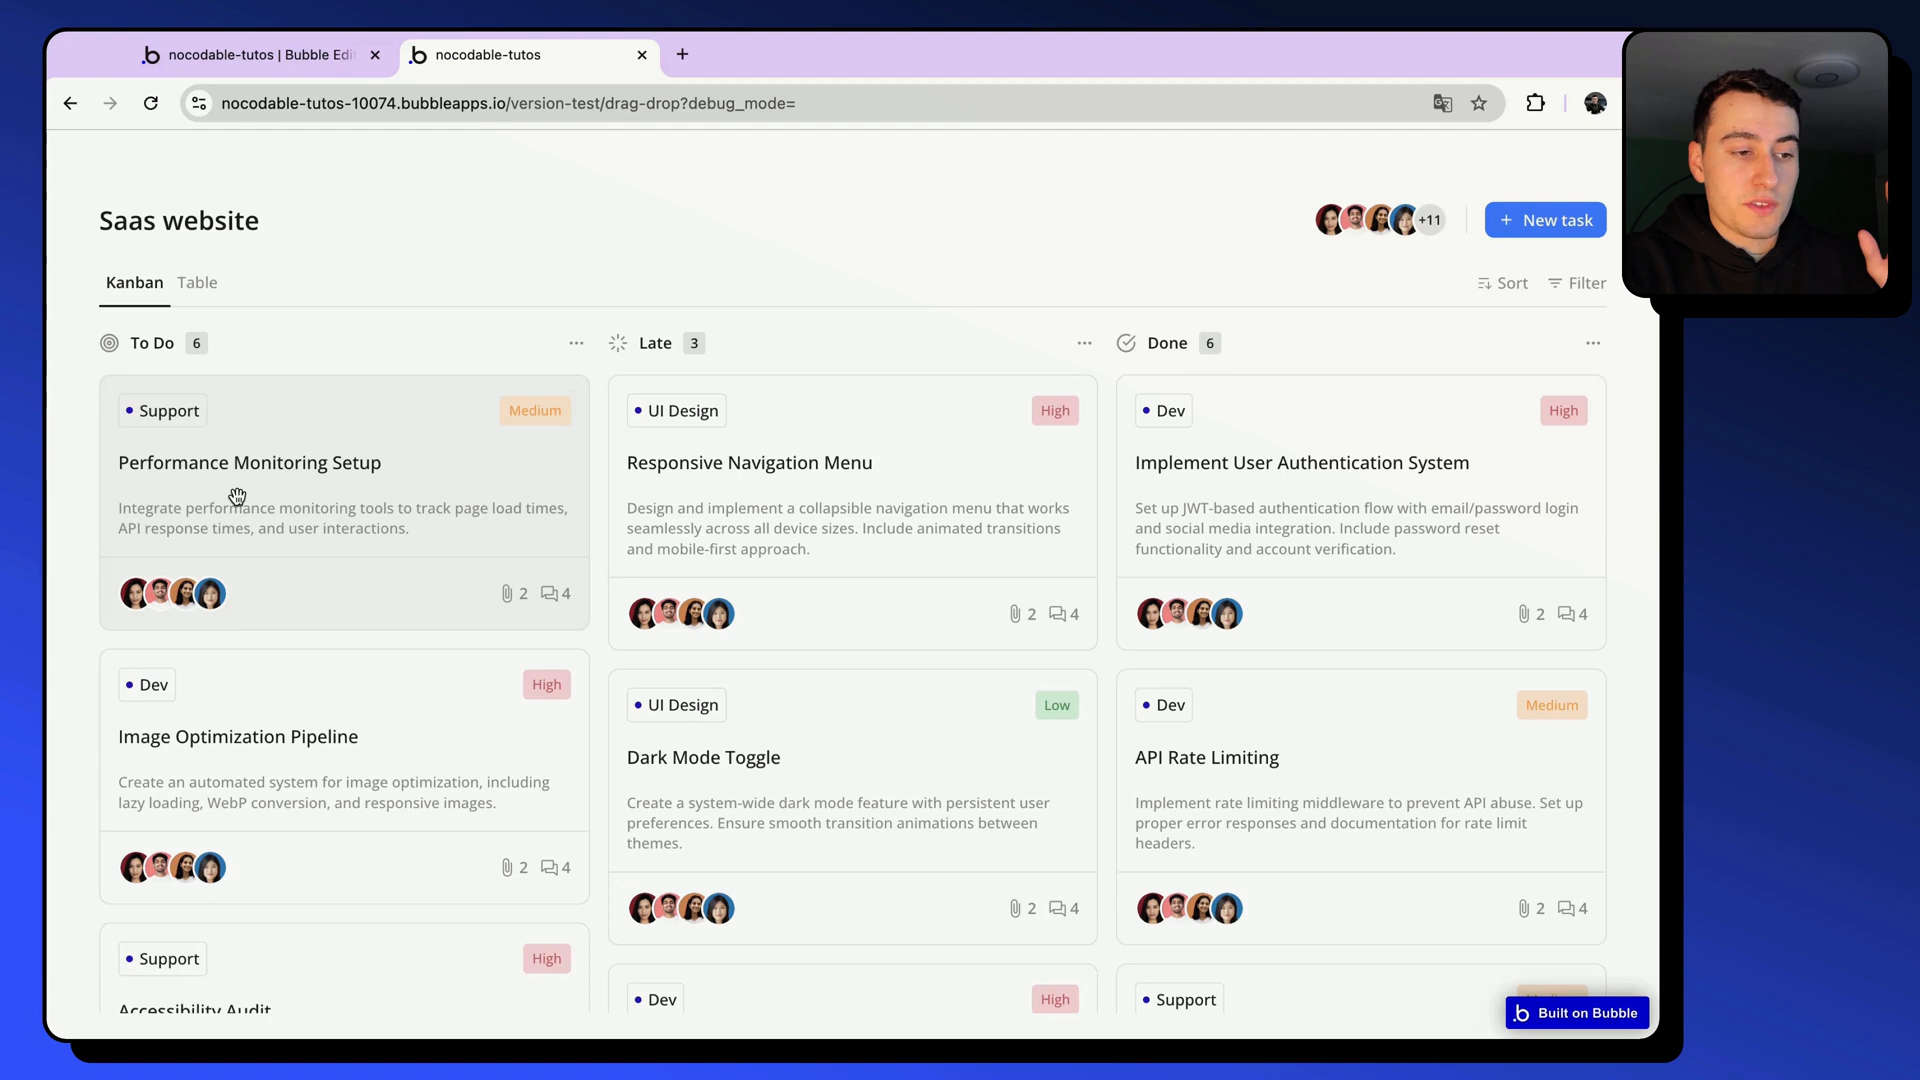 nocodable-tutos | Bubble Edi
nocodable-tutos
nocodable-tutos-10074.bubbleapps.io/version-test/drag-drop?debug_mode=
Saas website
+11
+ New task
Kanban
Table
Sort
Filter
To Do 6
Support
Medium
Performance Monitoring Setup
Integrate performance monitoring tools to track page load times,
API response times, and user interactions.
2
4
Dev
High
Image Optimization Pipeline
Create an automated system for image optimization, including
lazy loading, WebP conversion, and responsive images.
2
4
Support
High
Accessibility Audit
Late 3
UI Design
High
Responsive Navigation Menu
Design and implement a collapsible navigation menu that works
seamlessly across all device sizes. Include animated transitions
and mobile-first approach.
2
4
UI Design
Low
Dark Mode Toggle
Create a system-wide dark mode feature with persistent user
preferences. Ensure smooth transition animations between
themes.
2
4
Dev
High
Done 6
Dev
High
Implement User Authentication System
Set up JWT-based authentication flow with email/password login
and social media integration. Include password reset
functionality and account verification.
2
4
Dev
Medium
API Rate Limiting
Implement rate limiting middleware to prevent API abuse. Set up
proper error responses and documentation for rate limit
headers.
2
4
Support
b Built on Bubble